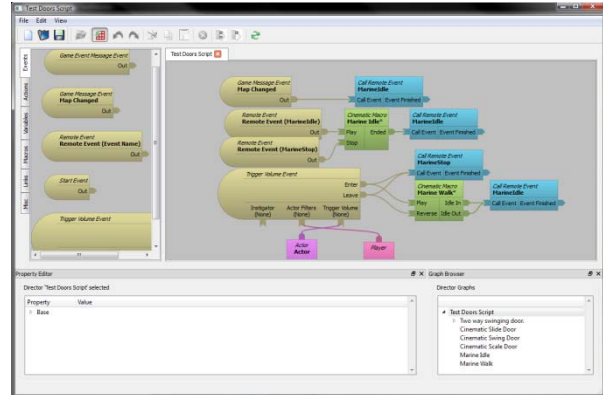 Test Doors Script
File Edit View
Events
Actions
Variables
Macros
Links
Misc.
Game Event Message Event
Out
Game Message Event
Map Changed
Out
Remote Event
Remote Event (Event Name)
Out
Start Event
Out
Trigger Volume Event
Test Doors Script
Game Message Event
Map Changed
Out
Call Remote Event
MarineIdle
Call Event Event Finished
Remote Event
Remote Event (MarineIdle)
Out
Cinematic Macro
Marine Idle*
Play Ended
Stop
Call Remote Event
MarineIdle
Call Event Event Finished
Remote Event
Remote Event (MarineStop)
Out
Trigger Volume Event
Enter
Leave
Instigator Actor Filters Trigger Volume
(None) (None) (None)
Call Remote Event
MarineStop
Call Event Event Finished
Cinematic Macro
Marine Walk*
Play Idle In
Reverse Idle Out
Call Remote Event
MarineIdle
Call Event Event Finished
Actor
Actor
Player
Property Editor
Director 'Test Doors Script' selected
Property Value
Base
Graph Browser
Director Graphs
Test Doors Script
Two way swinging door.
Cinematic Slide Door
Cinematic Swing Door
Cinematic Scale Door
Marine Idle
Marine Walk